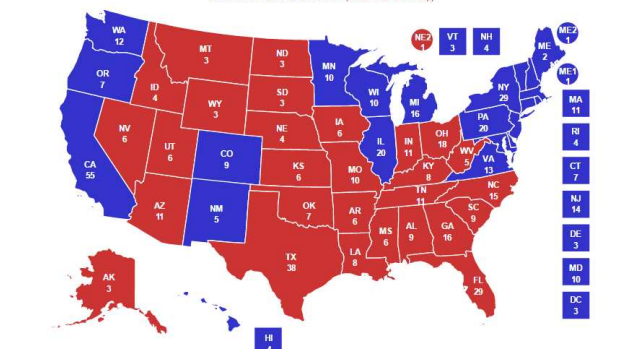 WA
12
OR
7
CA
55
NV
6
ID
4
MT
3
WY
3
UT
6
AZ
11
CO
9
NM
5
ND
3
SD
3
NE
4
KS
6
OK
7
TX
38
MN
10
IA
6
MO
10
AR
6
LA
8
WI
10
IL
20
MI
16
IN
11
OH
18
KY
8
TN
11
MS
6
AL
9
GA
16
FL
29
SC
9
NC
15
VA
13
WV
5
PA
20
NY
29
ME
2
NE2
1
VT
3
NH
4
ME2
1
ME1
1
MA
11
RI
4
CT
7
NJ
14
DE
3
MD
10
DC
3
AK
3
HI